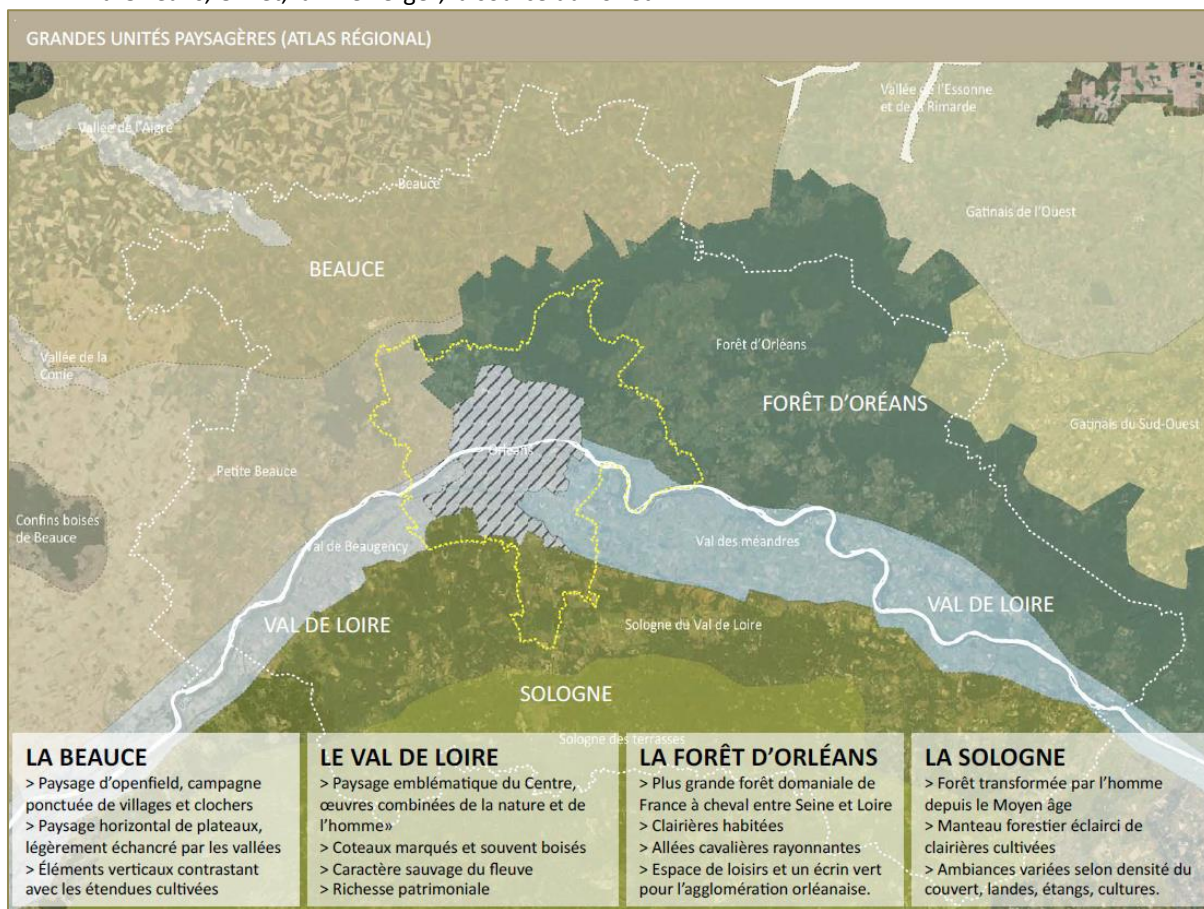 GRANDES UNITÉS PAYSAGÈRES (ATLAS RÉGIONAL)
Vallée de l'Essonne
et de la Rimarde
Vallée de l'Aigre
Beauce
Gatinais de l'Ouest
BEAUCE
Vallée de la
Conie
Forêt d'Orléans
FORÊT D'ORÉANS
Gatinais du Sud-Ouest
Orléans
Petite Beauce
Confins boisés
de Beauce
Val de Beaugency
Val des méandres
VAL DE LOIRE
VAL DE LOIRE
Sologne du Val de Loire
SOLOGNE
Sologne des terrasses
LA BEAUCE
> Paysage d'openfield, campagne
ponctuée de villages et clochers
> Paysage horizontal de plateaux,
légèrement échancré par les vallées
> Éléments verticaux contrastant
avec les étendues cultivées
LE VAL DE LOIRE
> Paysage emblématique du Centre,
œuvres combinées de la nature et de
l'homme»
> Coteaux marqués et souvent boisés
> Caractère sauvage du fleuve
> Richesse patrimoniale
LA FORÊT D'ORLÉANS
> Plus grande forêt domaniale de
France à cheval entre Seine et Loire
> Clairières habitées
> Allées cavalières rayonnantes
> Espace de loisirs et un écrin vert
pour l'agglomération orléanaise.
LA SOLOGNE
> Forêt transformée par l'homme
depuis le Moyen âge
> Manteau forestier éclairci de
clairières cultivées
> Ambiances variées selon densité du
couvert, landes, étangs, cultures.